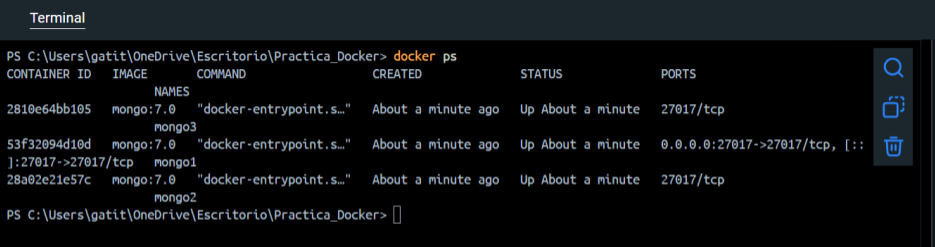 Terminal
PS C:\Users\gatit\OneDrive\Escritorio\Practica_Docker> docker ps
CONTAINER ID   IMAGE       COMMAND                  CREATED              STATUS              PORTS
                    NAMES
2810e64bb105   mongo:7.0   "docker-entrypoint.s…"   About a minute ago   Up About a minute   27017/tcp
                    mongo3
53f32094d10d   mongo:7.0   "docker-entrypoint.s…"   About a minute ago   Up About a minute   0.0.0.0:27017->27017/tcp, [::
]:27017->27017/tcp   mongo1
28a02e21e57c   mongo:7.0   "docker-entrypoint.s…"   About a minute ago   Up About a minute   27017/tcp
                    mongo2
PS C:\Users\gatit\OneDrive\Escritorio\Practica_Docker>